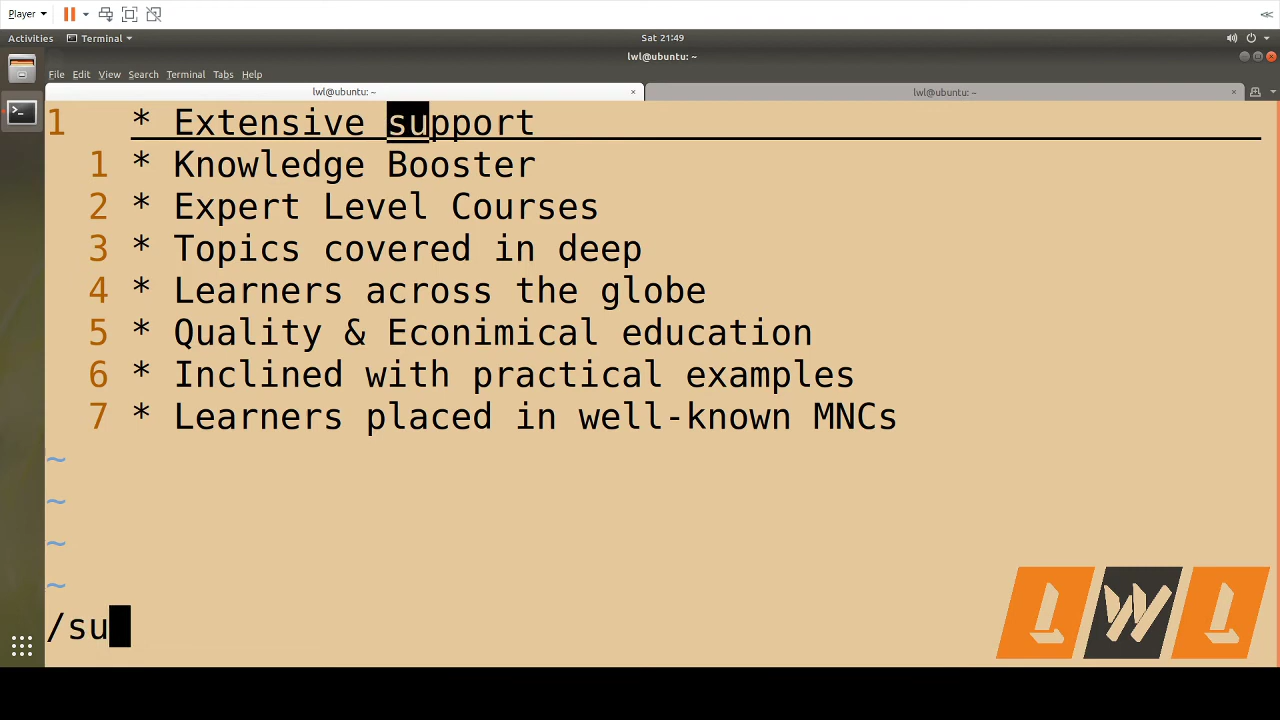 Player
Activities Terminal Sat 21:49
lwl@ubuntu: ~
File Edit View Search Terminal Tabs Help
lwl@ubuntu: ~ × lwl@ubuntu: ~ ×
1 * Extensive support
1 * Knowledge Booster
2 * Expert Level Courses
3 * Topics covered in deep
4 * Learners across the globe
5 * Quality & Econimical education
6 * Inclined with practical examples
7 * Learners placed in well-known MNCs
~
~
~
~
/su
LWL